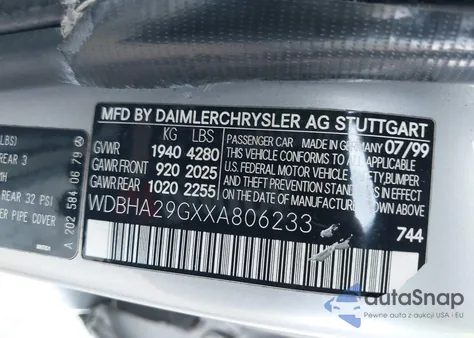 LBS)
REAR 3
MH
REAR 32 PSI
PER PIPE COVER
A 202 584 06 79
MFD BY DAIMLERCHRYSLER AG STUTTGART
KG LBS
PASSENGER CAR MADE IN GERMANY 07/99
GVWR 1940 4280
GAWR FRONT 920 2025
GAWR REAR 1020 2255
THIS VEHICLE CONFORMS TO ALL APPLICABLE
U.S. FEDERAL MOTOR VEHICLE SAFETY,BUMPER
AND THEFT PREVENTION STANDARDS IN EFFECT
ON THE DATE OF MANUFACTURE SHOWN ABOVE
WDBHA29GXXA806233
744
autoSnap
Pewne auta z aukcji USA i EU